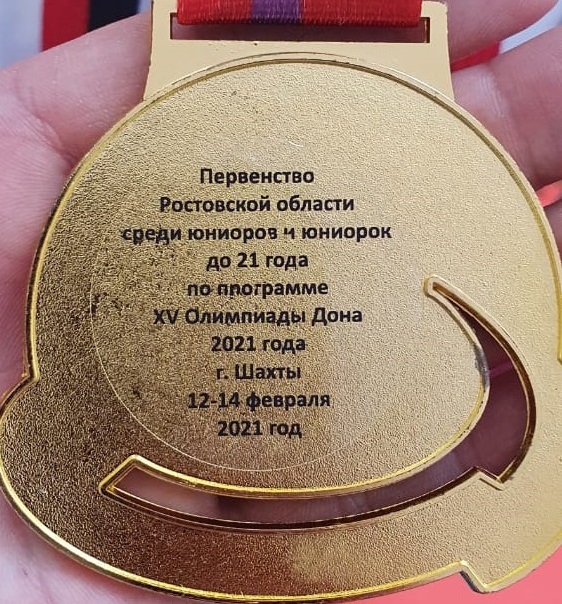 Первенство
Ростовской области
среди юниоров и юниорок
до 21 года
по программе
XV Олимпиады Дона
2021 года
г. Шахты
12-14 февраля
2021 год